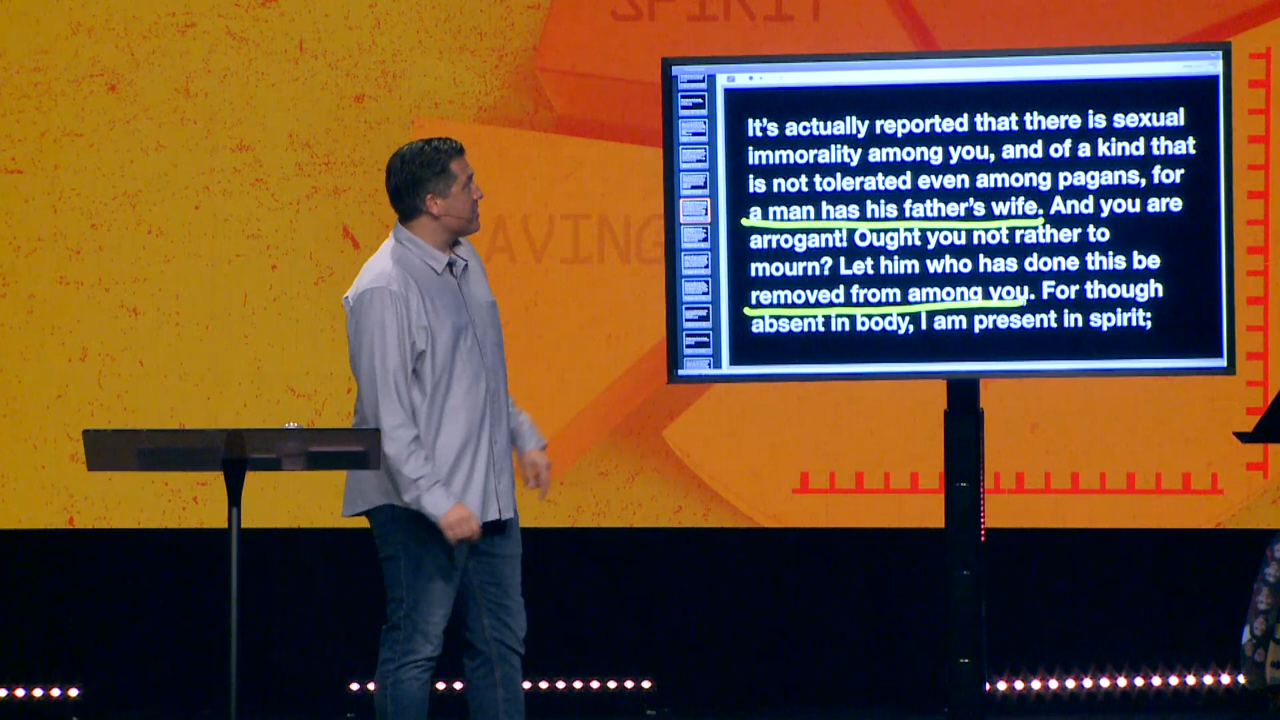 SPIRIT
AVING
It's actually reported that there is sexual
immorality among you, and of a kind that
is not tolerated even among pagans, for
a man has his father's wife. And you are
arrogant! Ought you not rather to
mourn? Let him who has done this be
removed from among you. For though
absent in body, I am present in spirit;